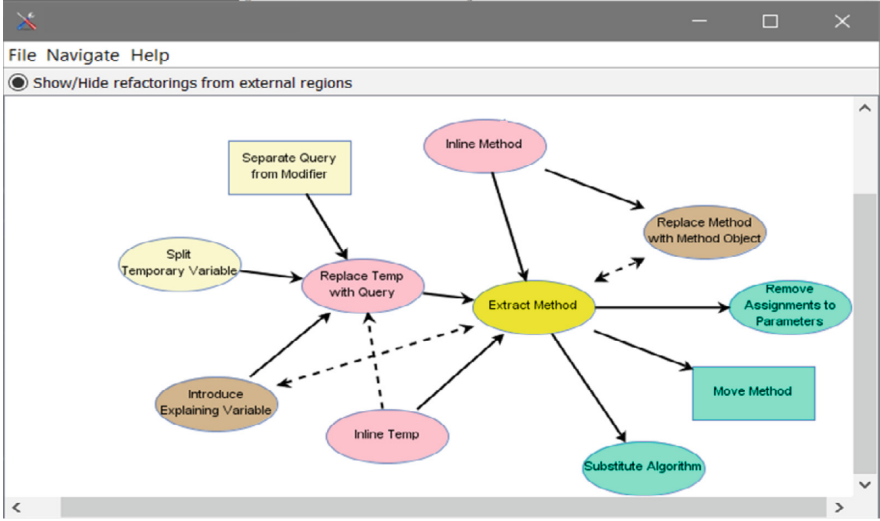 File Navigate Help
Show/Hide refactorings from external regions
Inline Method
Separate Query
from Modifier
Replace Method
with Method Object
Split
Temporary Variable
Replace Temp
with Query
Extract Method
Remove
Assignments to
Parameters
Introduce
Explaining Variable
Move Method
Inline Temp
Substitute Algorithm